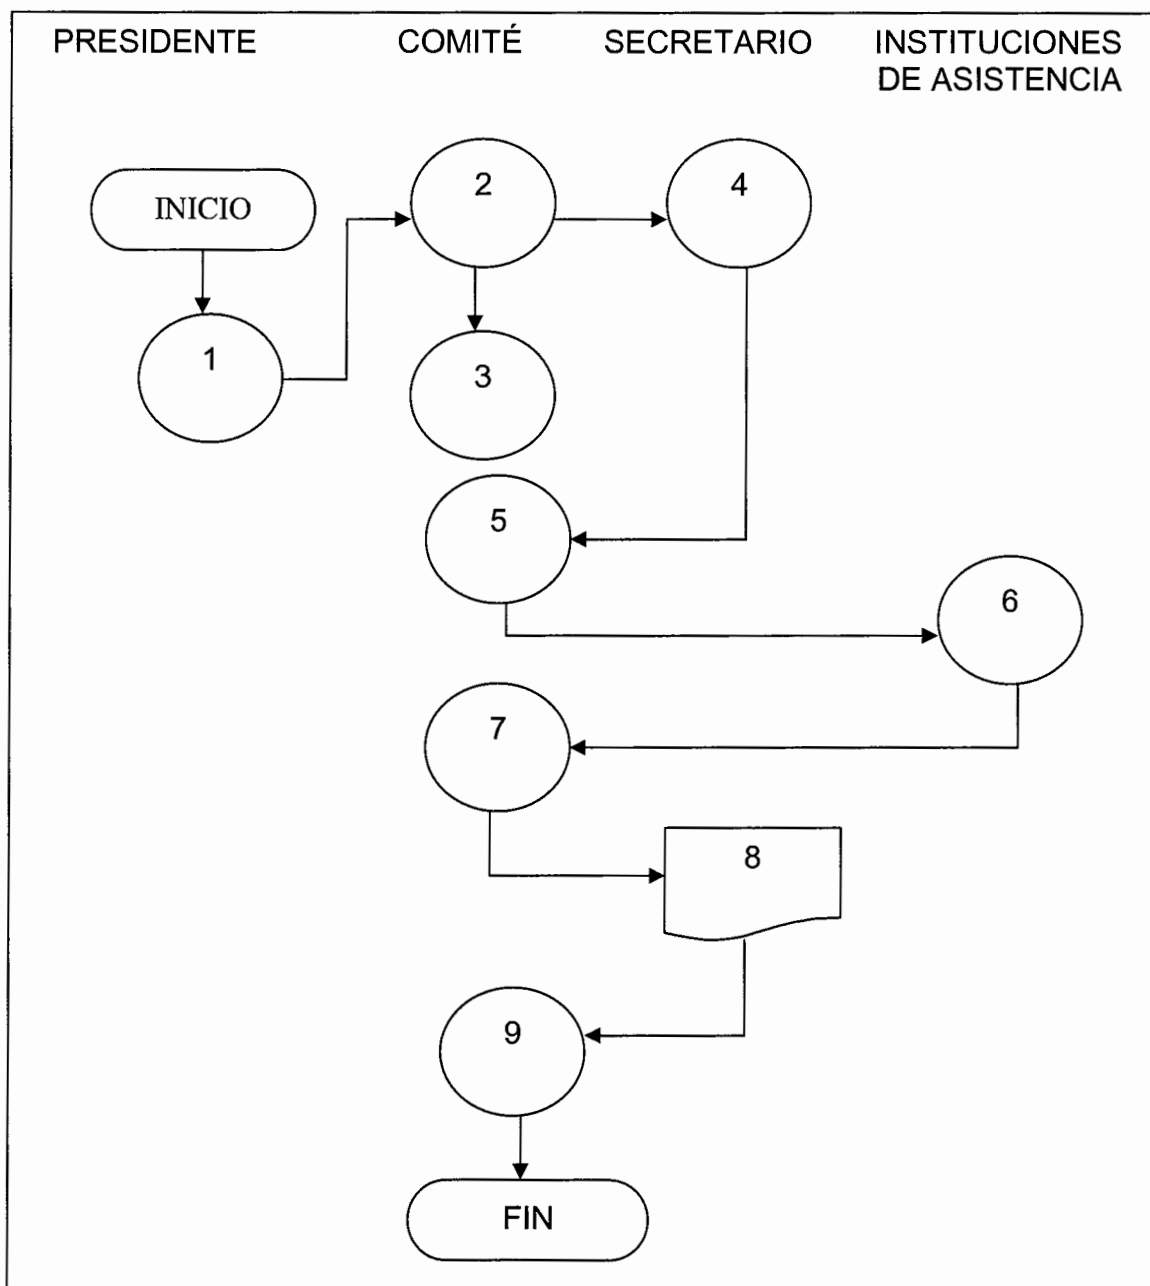 PRESIDENTE COMITÉ SECRETARIO INSTITUCIONES
DE ASISTENCIA
INICIO
2
4
1
3
5
6
7
8
9
FIN